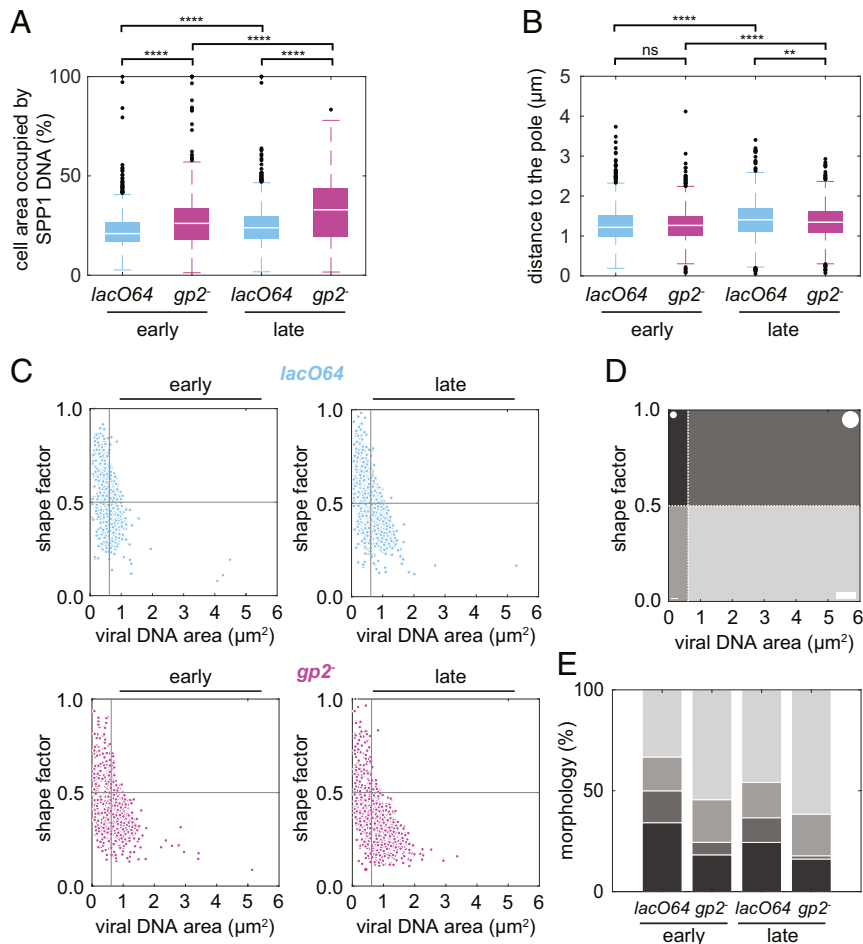 A
****
**** ****
**** ****
100
50
0
cell area occupied by
SPP1 DNA (%)
lacO64 gp2- lacO64 gp2-
early late
B
****
ns ****
**
5
4
3
2
1
0
distance to the pole (μm)
lacO64 gp2- lacO64 gp2-
early late
C
lacO64
early late
1.0 1.0
0.5 0.5
0.0 0.0
shape factor shape factor
0 1 2 3 4 5 6 0 1 2 3 4 5 6
viral DNA area (μm²) viral DNA area (μm²)
gp2-
early late
1.0 1.0
0.5 0.5
0.0 0.0
shape factor shape factor
0 1 2 3 4 5 6 0 1 2 3 4 5 6
viral DNA area (μm²) viral DNA area (μm²)
D
1.0
0.5
0.0
shape factor
0 1 2 3 4 5 6
viral DNA area (μm²)
E
100
50
0
morphology (%)
lacO64 gp2- lacO64 gp2-
early late